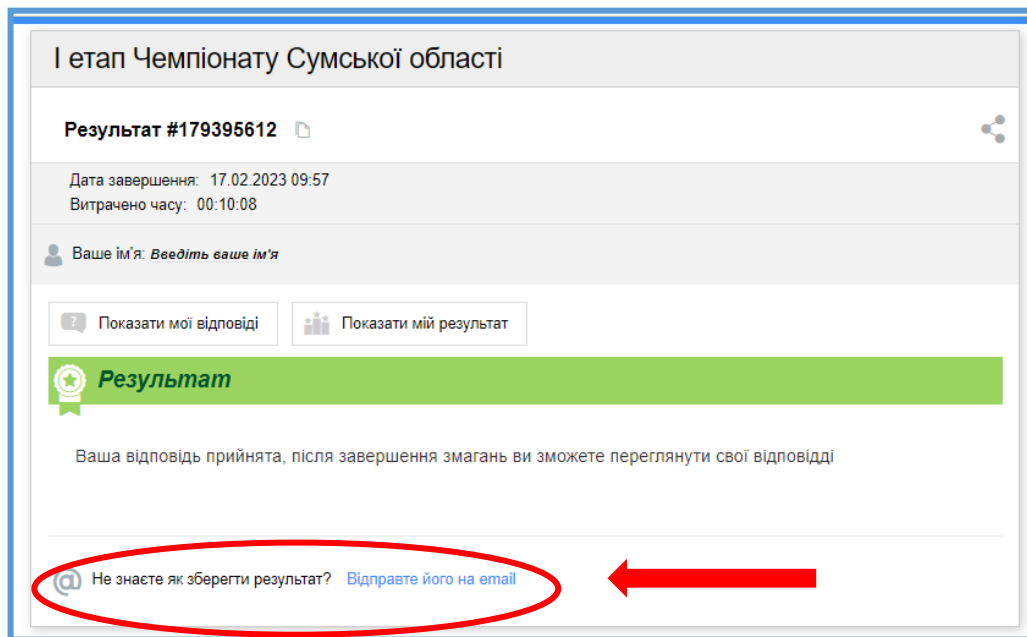 І етап Чемпіонату Сумської області
Результат #179395612
Дата завершення: 17.02.2023 09:57
Витрачено часу: 00:10:08
Ваше ім'я: Введіть ваше ім'я
Показати мої відповіді Показати мій результат
Результат
Ваша відповідь прийнята, після завершення змагань ви зможете переглянути свої відповідді
@ Не знаєте як зберегти результат? Відправте його на email